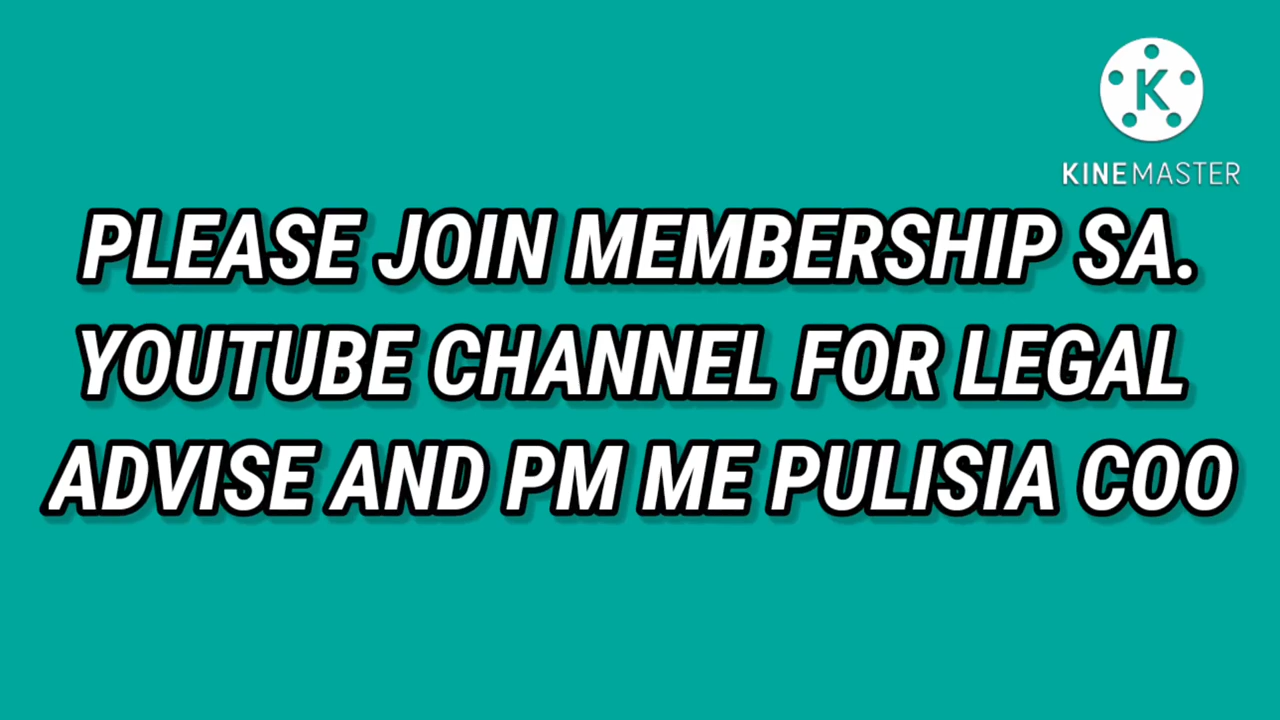 K
KINEMASTER
PLEASE JOIN MEMBERSHIP SA.
YOUTUBE CHANNEL FOR LEGAL
ADVISE AND PM ME PULISIA COO